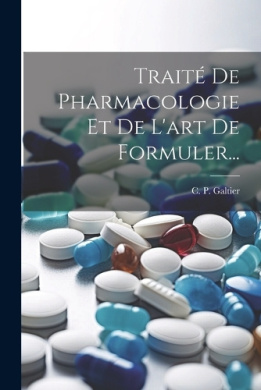 Traité De
Pharmacologie
Et De L'art De
Formuler...
C. P. Galtier